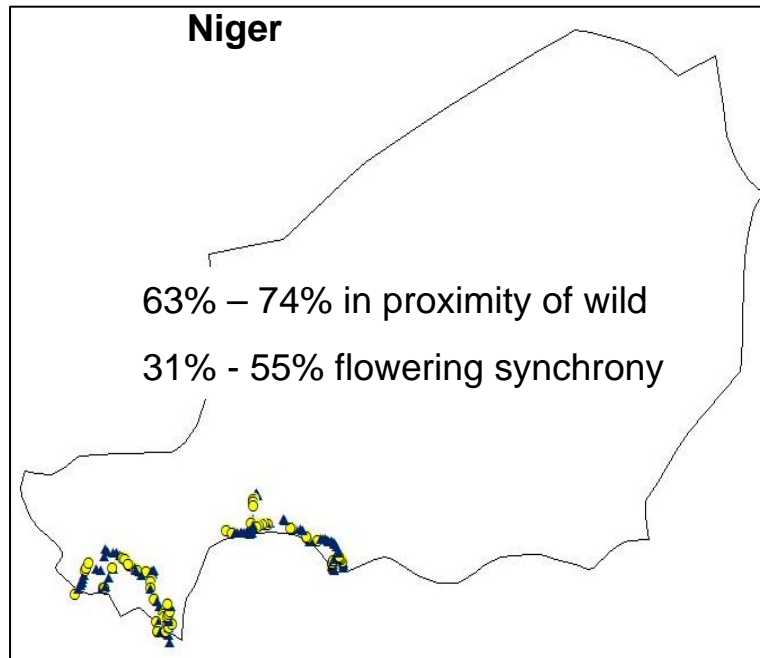 Niger
63% – 74% in proximity of wild
31% - 55% flowering synchrony